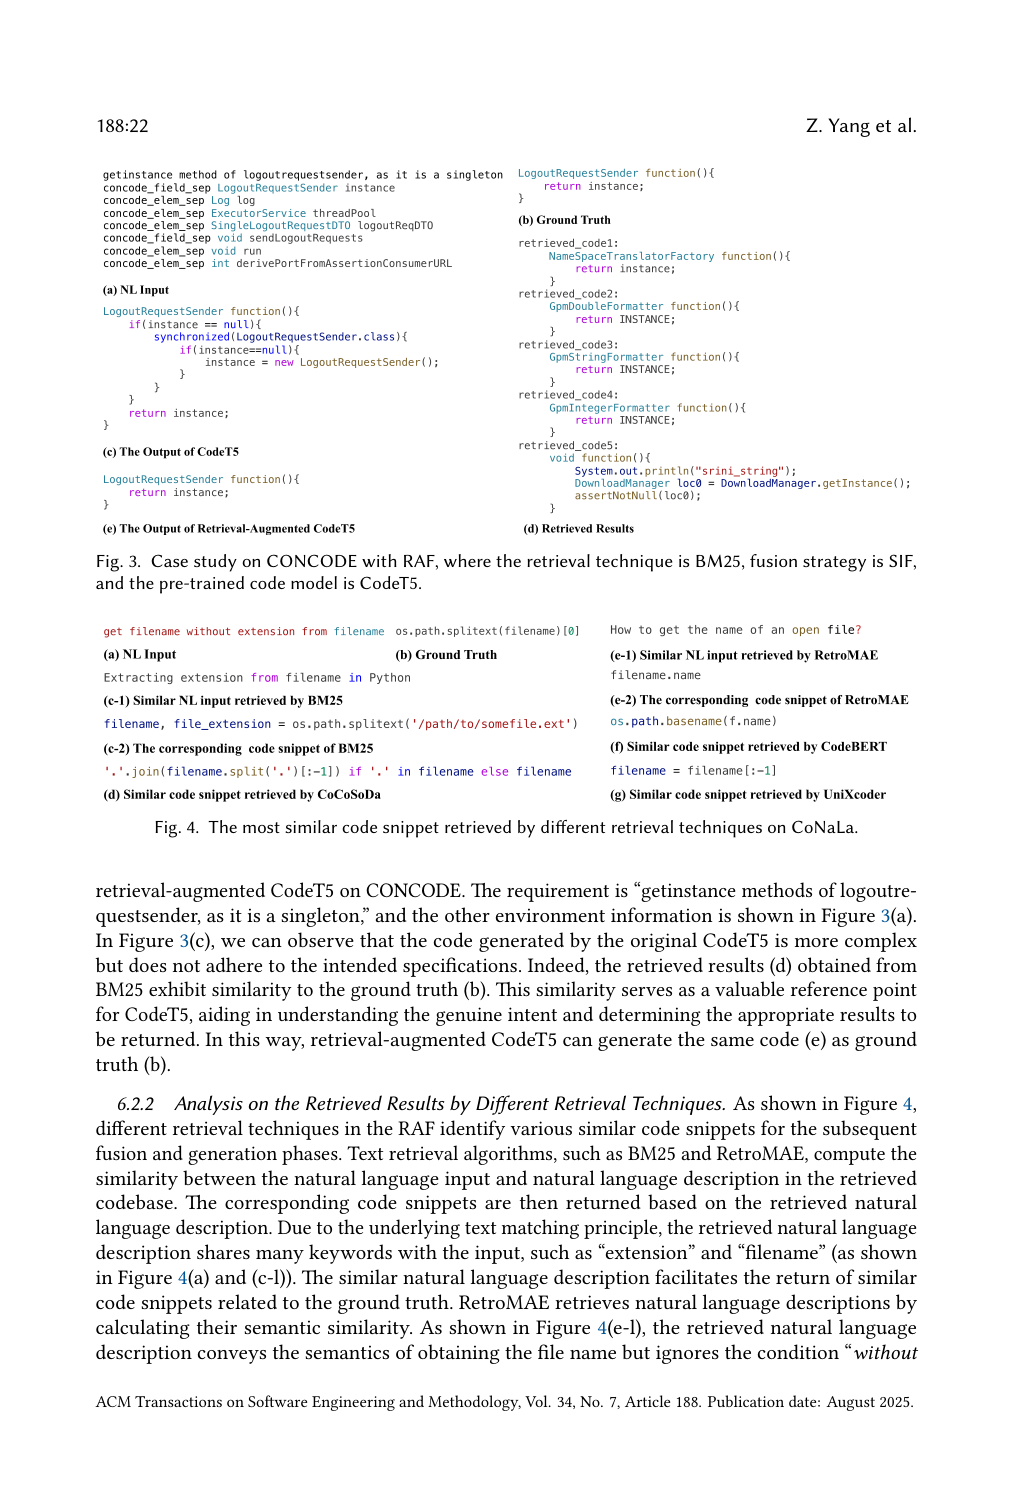 188:22
Z. Yang et al.
getinstance method of logoutrequestsender, as it is a singleton
concode_field_sep LogoutRequestSender instance
concode_elem_sep Log log
concode_elem_sep ExecutorService threadPool
concode_elem_sep SingleLogoutRequestDTO logoutReqDTO
concode_field_sep void sendLogoutRequests
concode_elem_sep void run
concode_elem_sep int derivePortFromAssertionConsumerURL
(a) NL Input
LogoutRequestSender function(){
    if(instance == null){
        synchronized(LogoutRequestSender.class){
            if(instance==null){
                instance = new LogoutRequestSender();
            }
        }
    }
    return instance;
}
(c) The Output of CodeT5
LogoutRequestSender function(){
    return instance;
}
(e) The Output of Retrieval-Augmented CodeT5
LogoutRequestSender function(){
    return instance;
}
(b) Ground Truth
retrieved_code1:
    NameSpaceTranslatorFactory function(){
        return instance;
    }
retrieved_code2:
    GpmDoubleFormatter function(){
        return INSTANCE;
    }
retrieved_code3:
    GpmStringFormatter function(){
        return INSTANCE;
    }
retrieved_code4:
    GpmIntegerFormatter function(){
        return INSTANCE;
    }
retrieved_code5:
    void function(){
        System.out.println("srini_string");
        DownloadManager loc0 = DownloadManager.getInstance();
        assertNotNull(loc0);
    }
(d) Retrieved Results
Fig. 3. Case study on CONCODE with RAF, where the retrieval technique is BM25, fusion strategy is SIF,
and the pre-trained code model is CodeT5.
get filename without extension from filename
(a) NL Input
os.path.splitext(filename)[0]
(b) Ground Truth
Extracting extension from filename in Python
(c-1) Similar NL input retrieved by BM25
filename, file_extension = os.path.splitext('/path/to/somefile.ext')
(c-2) The corresponding code snippet of BM25
'.'.join(filename.split('.')[:-1]) if '.' in filename else filename
(d) Similar code snippet retrieved by CoCoSoDa
How to get the name of an open file?
(e-1) Similar NL input retrieved by RetroMAE
filename.name
(e-2) The corresponding code snippet of RetroMAE
os.path.basename(f.name)
(f) Similar code snippet retrieved by CodeBERT
filename = filename[:-1]
(g) Similar code snippet retrieved by UniXcoder
Fig. 4. The most similar code snippet retrieved by different retrieval techniques on CoNaLa.
retrieval-augmented CodeT5 on CONCODE. The requirement is “getinstance methods of logoutre-
questsender, as it is a singleton,” and the other environment information is shown in Figure 3(a).
In Figure 3(c), we can observe that the code generated by the original CodeT5 is more complex
but does not adhere to the intended specifications. Indeed, the retrieved results (d) obtained from
BM25 exhibit similarity to the ground truth (b). This similarity serves as a valuable reference point
for CodeT5, aiding in understanding the genuine intent and determining the appropriate results to
be returned. In this way, retrieval-augmented CodeT5 can generate the same code (e) as ground
truth (b).
6.2.2 Analysis on the Retrieved Results by Different Retrieval Techniques. As shown in Figure 4,
different retrieval techniques in the RAF identify various similar code snippets for the subsequent
fusion and generation phases. Text retrieval algorithms, such as BM25 and RetroMAE, compute the
similarity between the natural language input and natural language description in the retrieved
codebase. The corresponding code snippets are then returned based on the retrieved natural
language description. Due to the underlying text matching principle, the retrieved natural language
description shares many keywords with the input, such as “extension” and “filename” (as shown
in Figure 4(a) and (c-l)). The similar natural language description facilitates the return of similar
code snippets related to the ground truth. RetroMAE retrieves natural language descriptions by
calculating their semantic similarity. As shown in Figure 4(e-l), the retrieved natural language
description conveys the semantics of obtaining the file name but ignores the condition “without
ACM Transactions on Software Engineering and Methodology, Vol. 34, No. 7, Article 188. Publication date: August 2025.